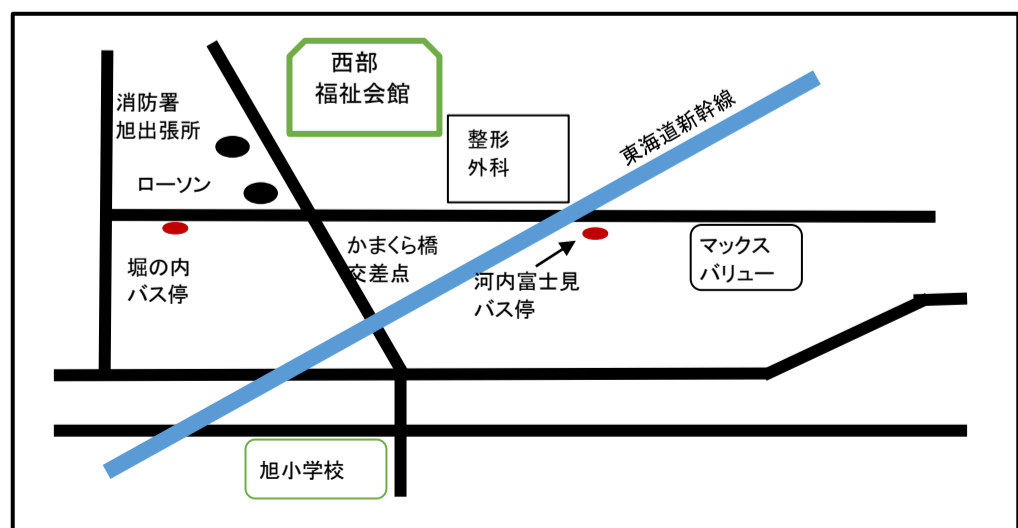 西部
福祉会館
消防署
旭出張所
整形
外科
東海道新幹線
ローソン
かまくら橋
交差点
マックス
バリュー
堀の内
バス停
河内富士見
バス停
旭小学校